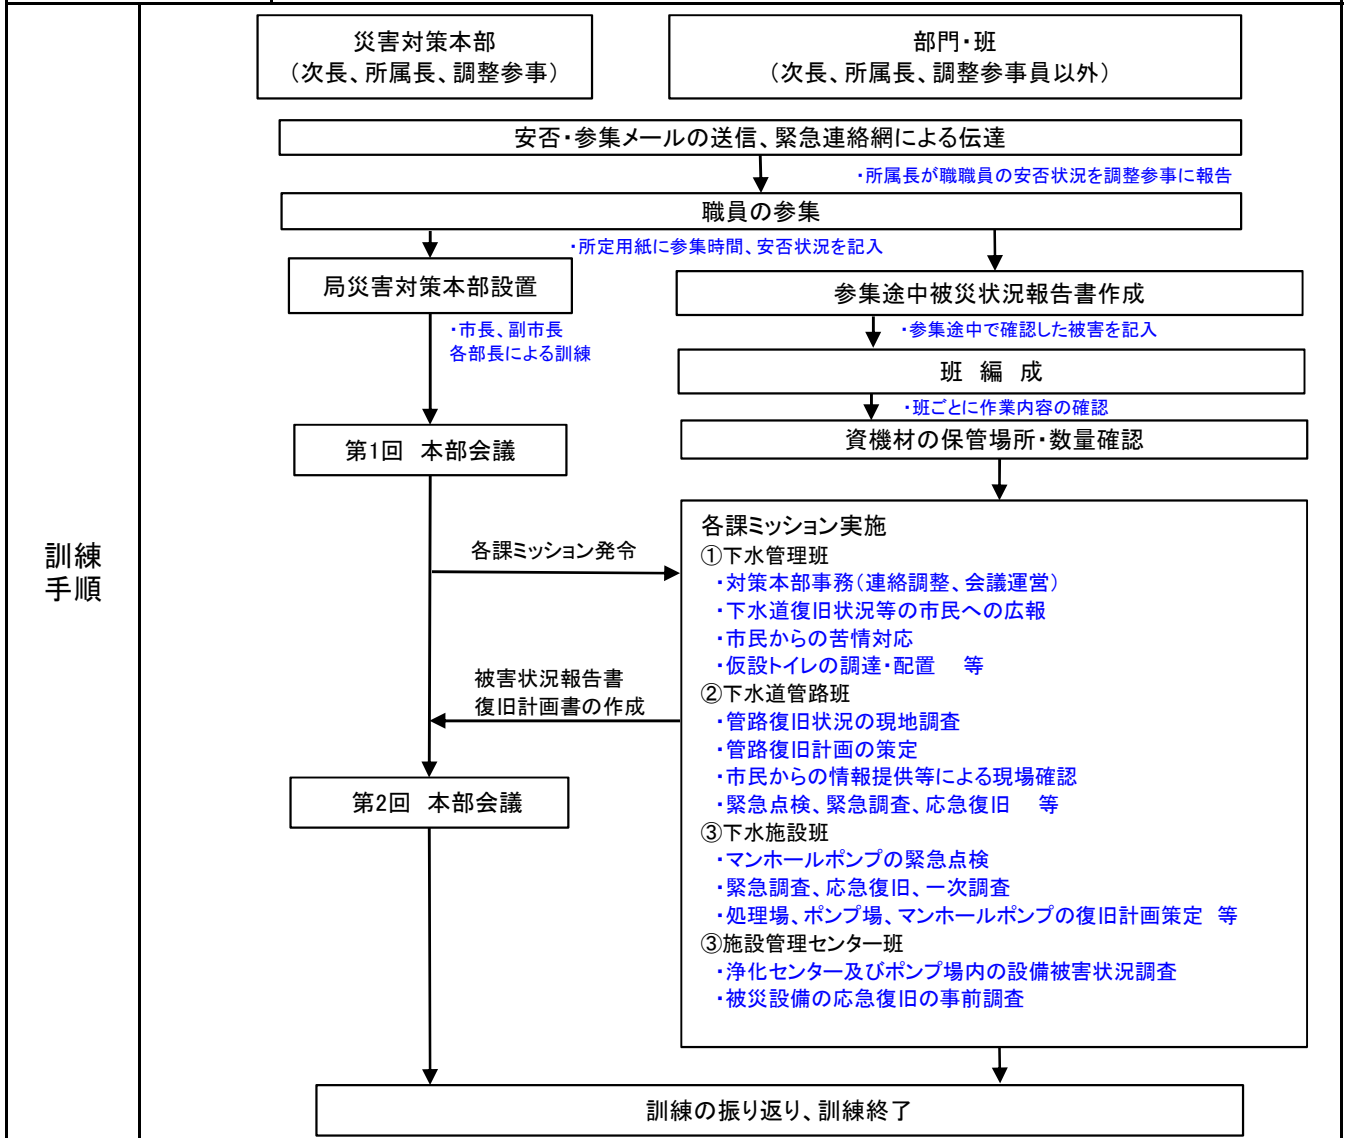 訓練
手順
災害対策本部
（次長、所属長、調整参事）
部門・班
（次長、所属長、調整参事員以外）
安否・参集メールの送信、緊急連絡網による伝達
・所属長が職職員の安否状況を調整参事に報告
職員の参集
・所定用紙に参集時間、安否状況を記入
局災害対策本部設置
・市長、副市長
各部長による訓練
第1回　本部会議
参集途中被災状況報告書作成
・参集途中で確認した被害を記入
班　編　成
・班ごとに作業内容の確認
資機材の保管場所・数量確認
各課ミッション発令
各課ミッション実施
①下水管理班
・対策本部事務（連絡調整、会議運営）
・下水道復旧状況等の市民への広報
・市民からの苦情対応
・仮設トイレの調達・配置　等
②下水道管路班
・管路復旧状況の現地調査
・管路復旧計画の策定
・市民からの情報提供等による現場確認
・緊急点検、緊急調査、応急復旧　等
③下水施設班
・マンホールポンプの緊急点検
・緊急調査、応急復旧、一次調査
・処理場、ポンプ場、マンホールポンプの復旧計画策定　等
③施設管理センター班
・浄化センター及びポンプ場内の設備被害状況調査
・被災設備の応急復旧の事前調査
被害状況報告書
復旧計画書の作成
第2回　本部会議
訓練の振り返り、訓練終了